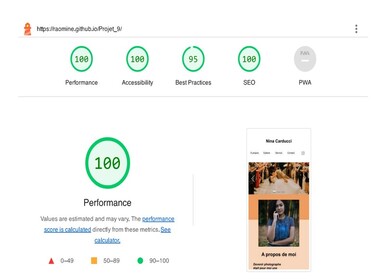 https://raomine.github.io/Projet_9/
100
100
95
100
Performance
Accessibility
Best Practices
SEO
PWA
100
Performance
Values are estimated and may vary. The performance
score is calculated directly from these metrics. See
calculator.
0–49
50–89
90–100
Nina Carducci
A propos de moi